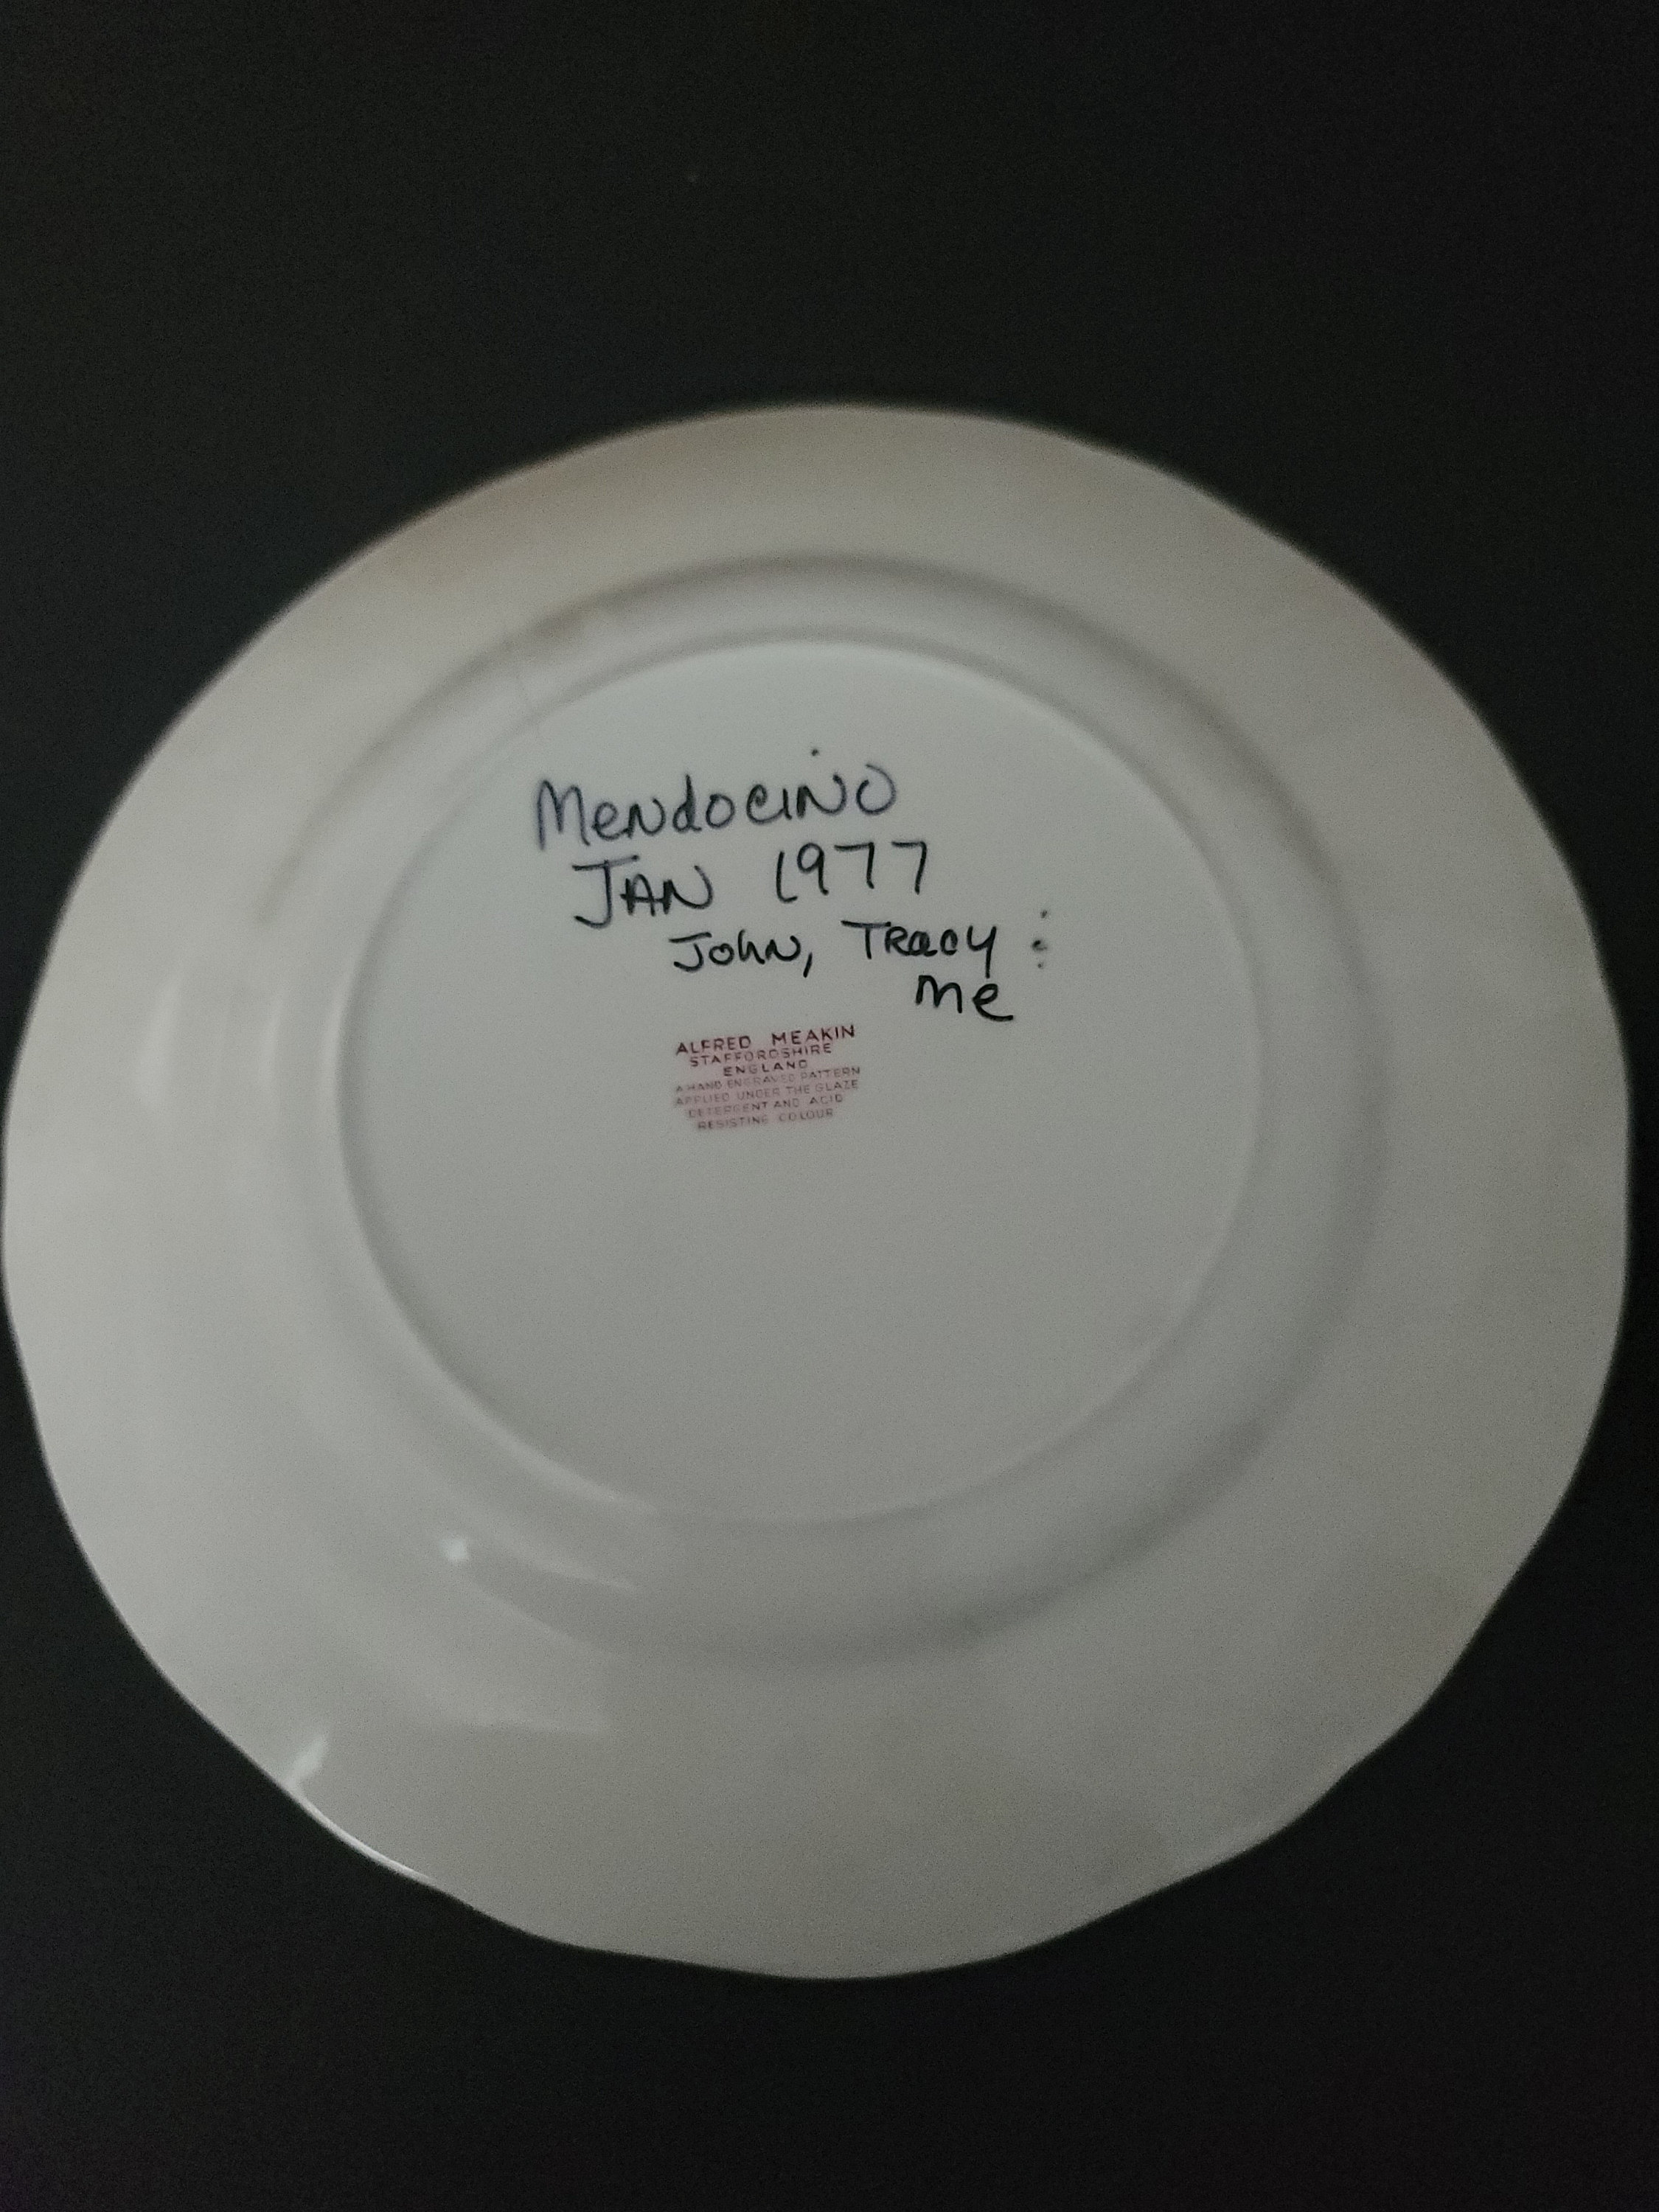 Mendocino
JAN 1977
John, Tracy :
me
ALFRED MEAKIN
STAFFORDSHIRE
ENGLAND
A HAND ENGRAVED PATTERN
APPLIED UNDER THE GLAZE
DETERGENT AND ACID
RESISTING COLOUR